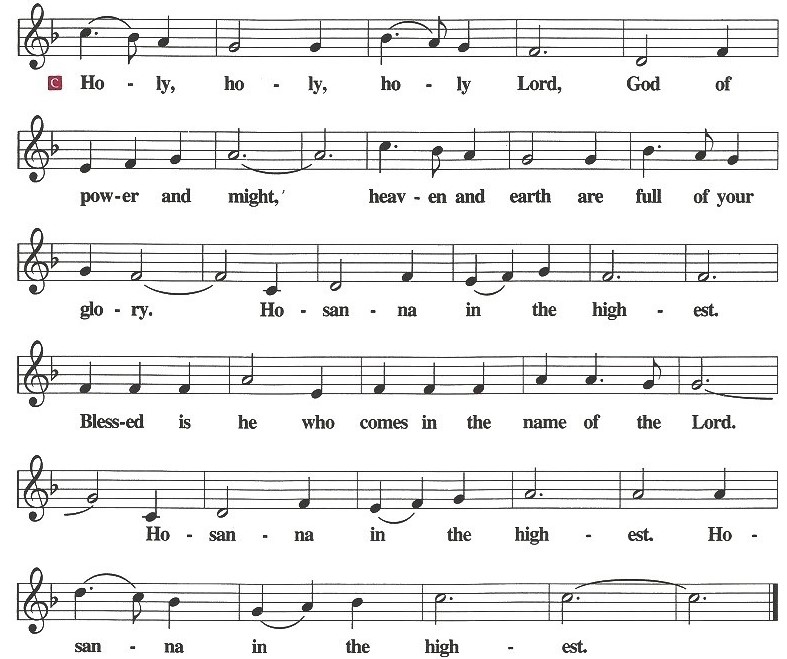 C Ho - ly, ho - ly, ho - ly Lord, God of
pow-er and might, heav - en and earth are full of your
glo - ry. Ho - san - na in the high - est.
Bless-ed is he who comes in the name of the Lord.
Ho - san - na in the high - est. Ho -
san - na in the high - est.